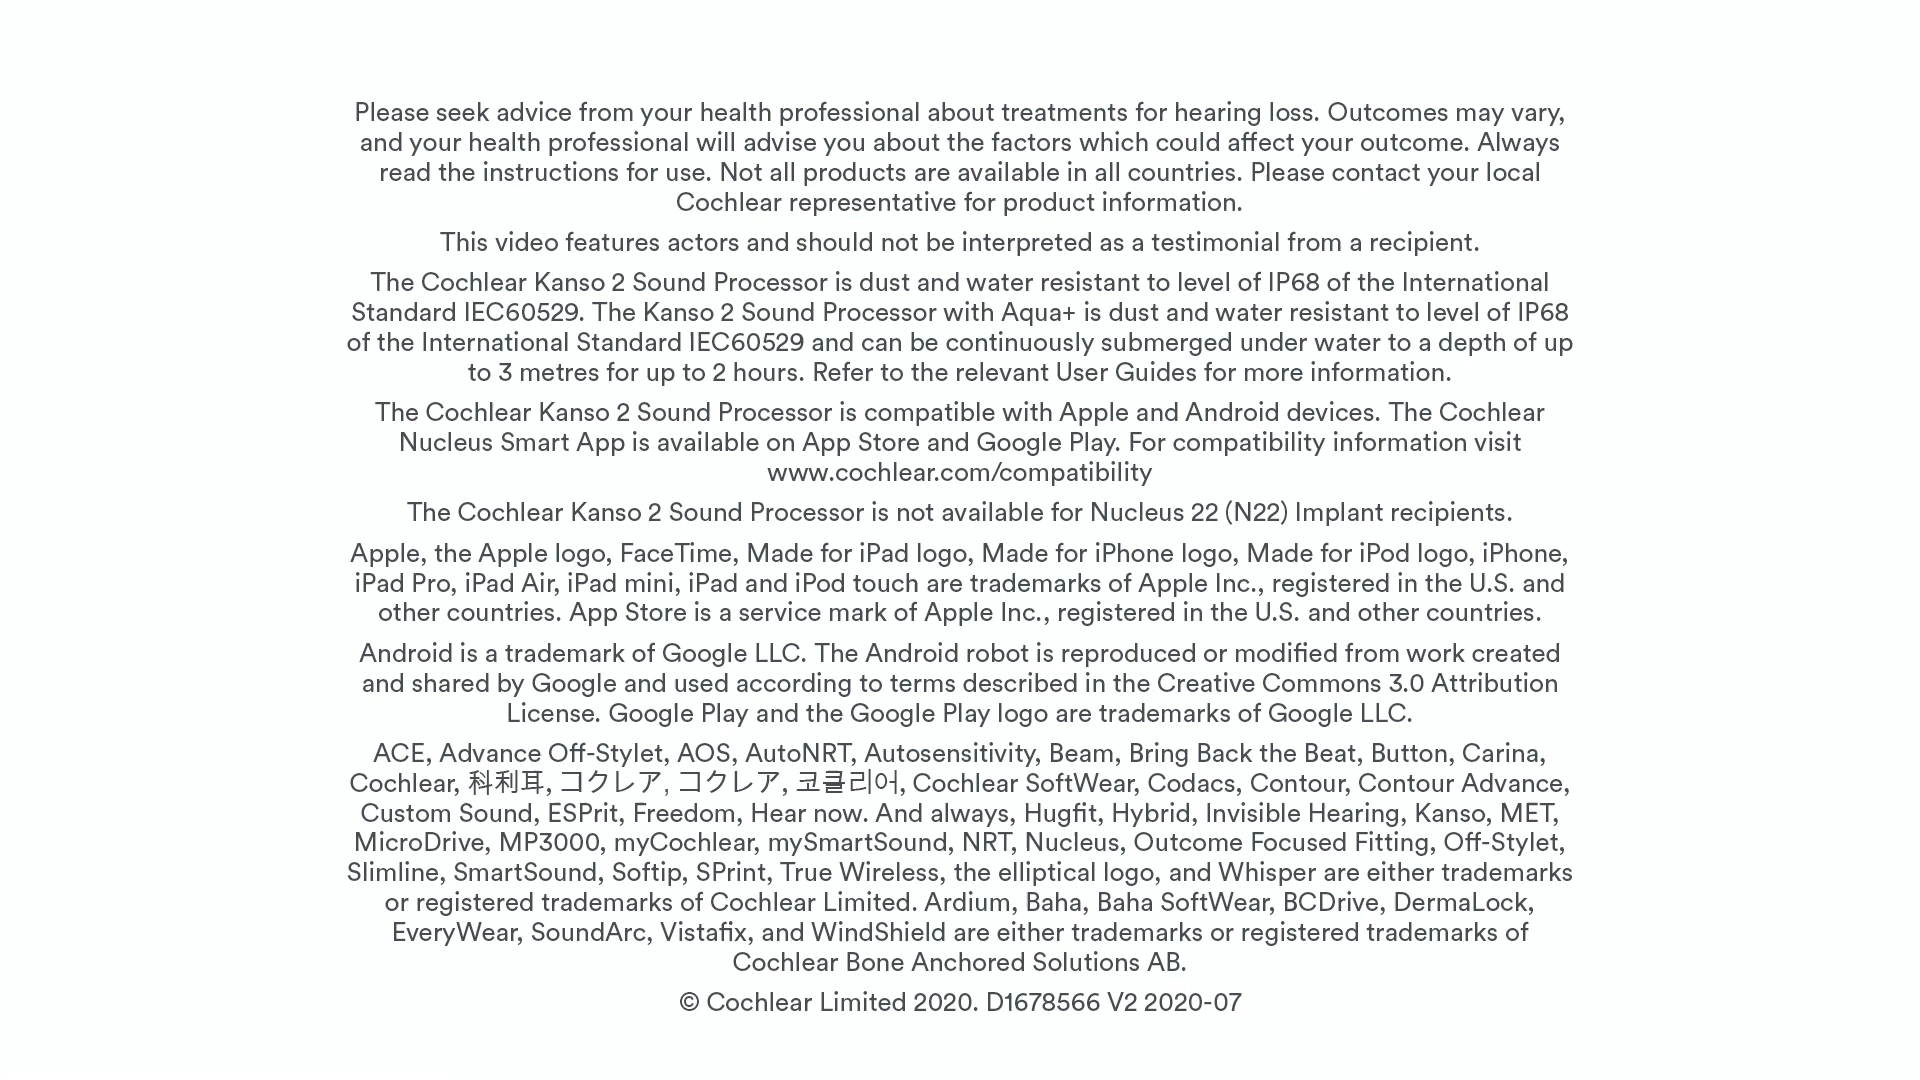 Please seek advice from your health professional about treatments for hearing loss. Outcomes may vary,
and your health professional will advise you about the factors which could affect your outcome. Always
read the instructions for use. Not all products are available in all countries. Please contact your local
Cochlear representative for product information.
This video features actors and should not be interpreted as a testimonial from a recipient.
The Cochlear Kanso 2 Sound Processor is dust and water resistant to level of IP68 of the International
Standard IEC60529. The Kanso 2 Sound Processor with Aqua+ is dust and water resistant to level of IP68
of the International Standard IEC60529 and can be continuously submerged under water to a depth of up
to 3 metres for up to 2 hours. Refer to the relevant User Guides for more information.
The Cochlear Kanso 2 Sound Processor is compatible with Apple and Android devices. The Cochlear
Nucleus Smart App is available on App Store and Google Play. For compatibility information visit
www.cochlear.com/compatibility
The Cochlear Kanso 2 Sound Processor is not available for Nucleus 22 (N22) Implant recipients.
Apple, the Apple logo, FaceTime, Made for iPad logo, Made for iPhone logo, Made for iPod logo, iPhone,
iPad Pro, iPad Air, iPad mini, iPad and iPod touch are trademarks of Apple Inc., registered in the U.S. and
other countries. App Store is a service mark of Apple Inc., registered in the U.S. and other countries.
Android is a trademark of Google LLC. The Android robot is reproduced or modified from work created
and shared by Google and used according to terms described in the Creative Commons 3.0 Attribution
License. Google Play and the Google Play logo are trademarks of Google LLC.
ACE, Advance Off-Stylet, AOS, AutoNRT, Autosensitivity, Beam, Bring Back the Beat, Button, Carina,
Cochlear, 科利耳, コクレア, コクレア, 코클리어, Cochlear SoftWear, Codacs, Contour, Contour Advance,
Custom Sound, ESPrit, Freedom, Hear now. And always, Hugfit, Hybrid, Invisible Hearing, Kanso, MET,
MicroDrive, MP3000, myCochlear, mySmartSound, NRT, Nucleus, Outcome Focused Fitting, Off-Stylet,
Slimline, SmartSound, Softip, SPrint, True Wireless, the elliptical logo, and Whisper are either trademarks
or registered trademarks of Cochlear Limited. Ardium, Baha, Baha SoftWear, BCDrive, DermaLock,
EveryWear, SoundArc, Vistafix, and WindShield are either trademarks or registered trademarks of
Cochlear Bone Anchored Solutions AB.
© Cochlear Limited 2020. D1678566 V2 2020-07